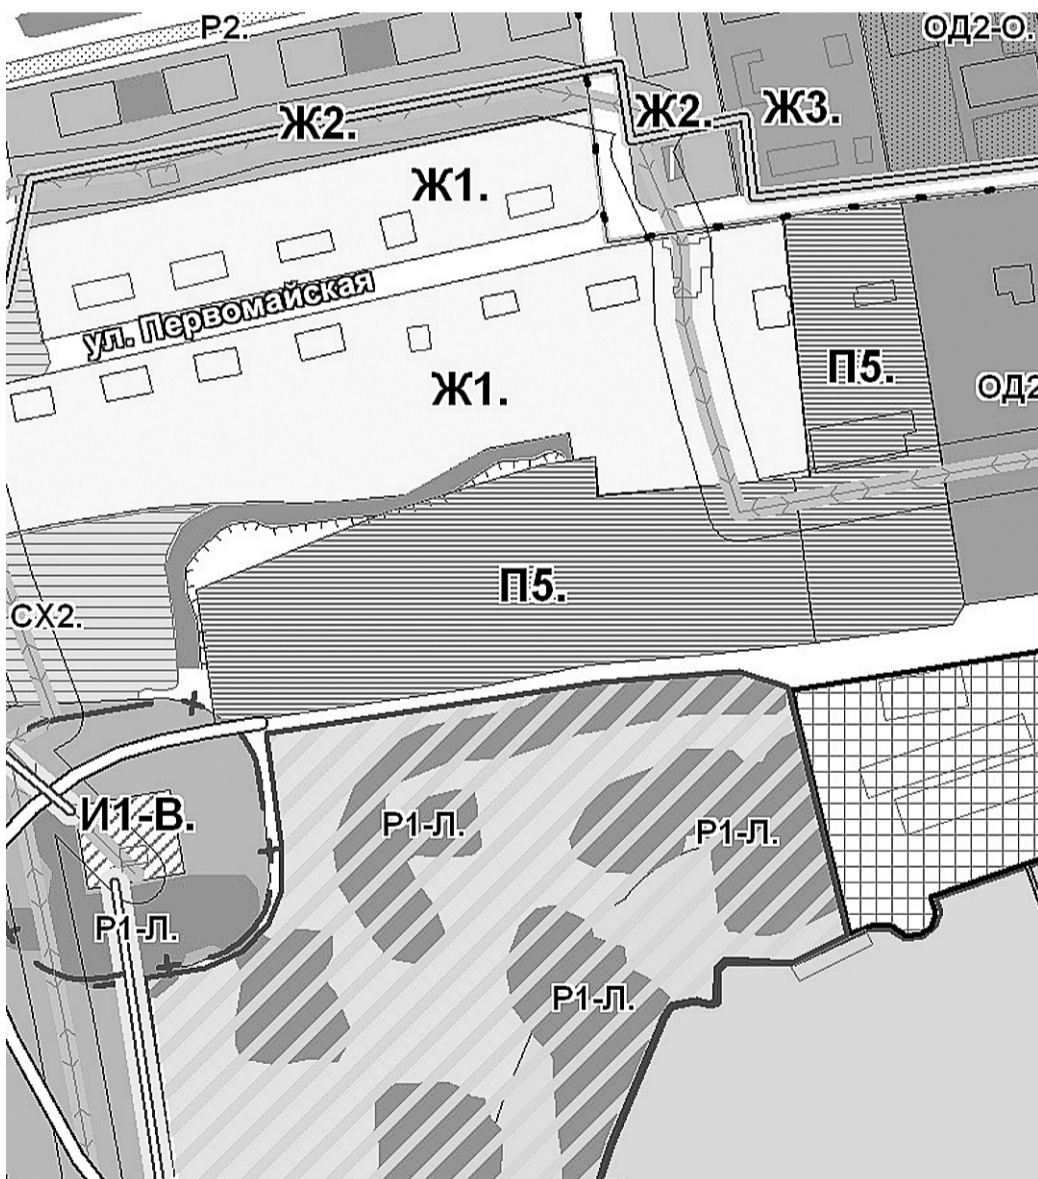 Р2.
ОД2-О.
Ж2.
Ж2.
Ж3.
Ж1.
ул. Первомайская
Ж1.
П5.
ОД2
П5.
СХ2.
И1-В.
Р1-Л.
Р1-Л.
Р1-Л.
Р1-Л.